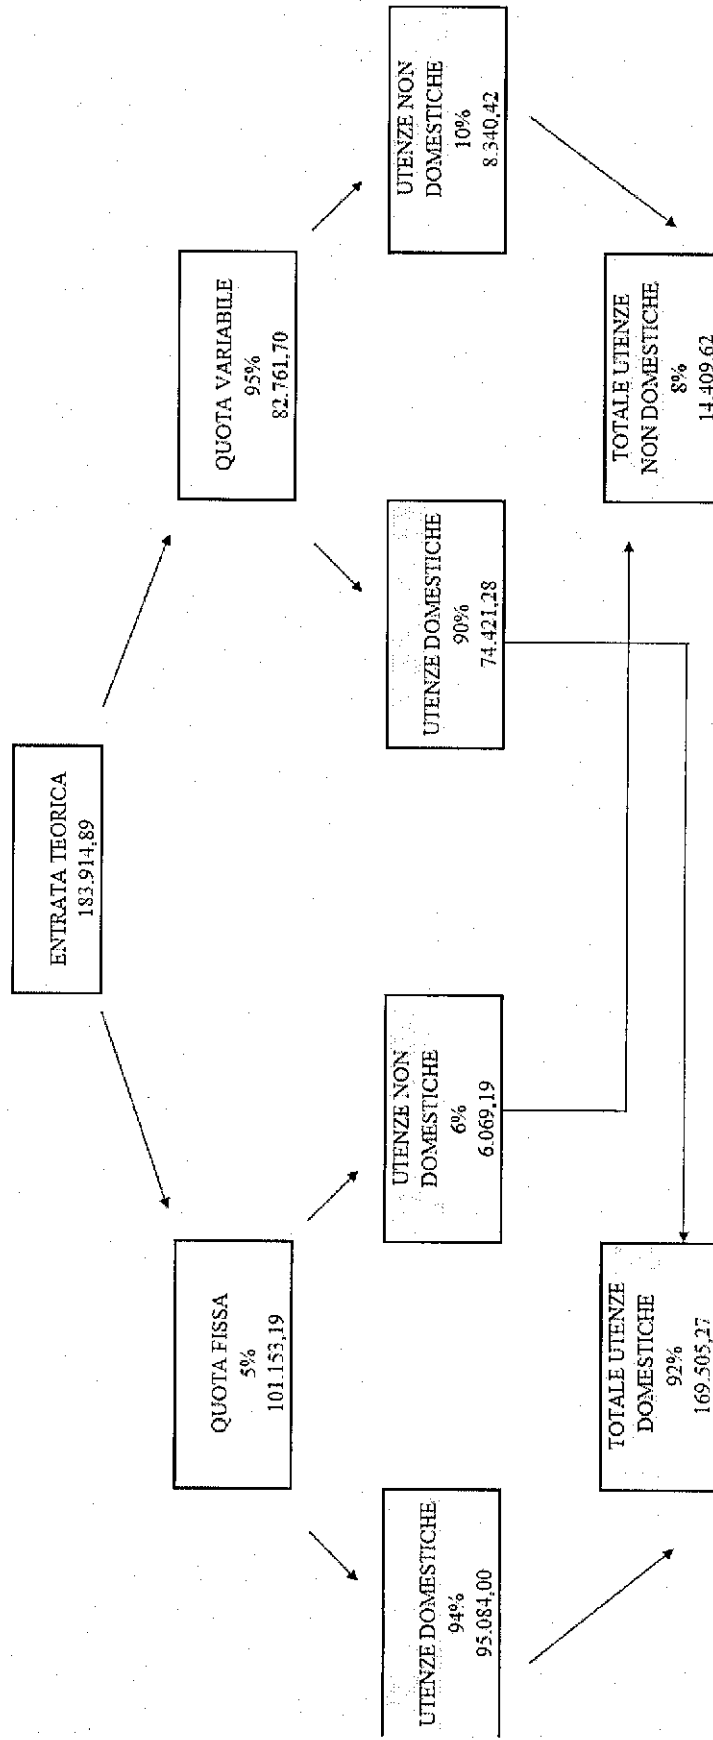 ENTRATA TEORICA
183.914,89
QUOTA FISSA
5%
101.153,19
QUOTA VARIABILE
95%
82.761,70
UTENZE DOMESTICHE
94%
95.084,00
UTENZE NON
DOMESTICHE
6%
6.069,19
UTENZE DOMESTICHE
90%
74.421,28
UTENZE NON
DOMESTICHE
10%
8.340,42
TOTALE UTENZE
DOMESTICHE
92%
169.505,27
TOTALE UTENZE
NON DOMESTICHE
8%
14.409,62